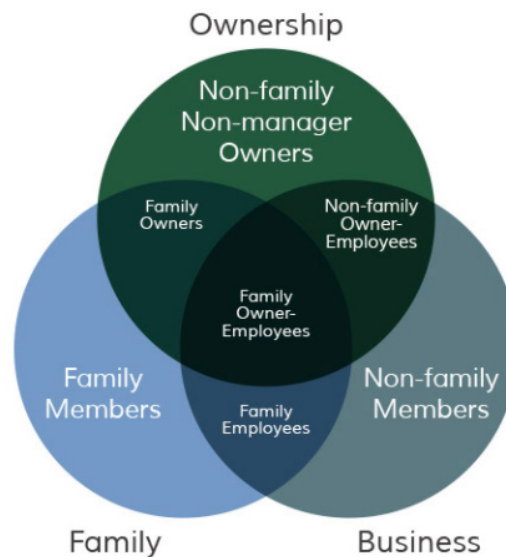 Ownership
Non-family
Non-manager
Owners
Family
Owners
Non-family
Owner-
Employees
Family
Owner-
Employees
Family
Members
Non-family
Members
Family
Employees
Family
Business